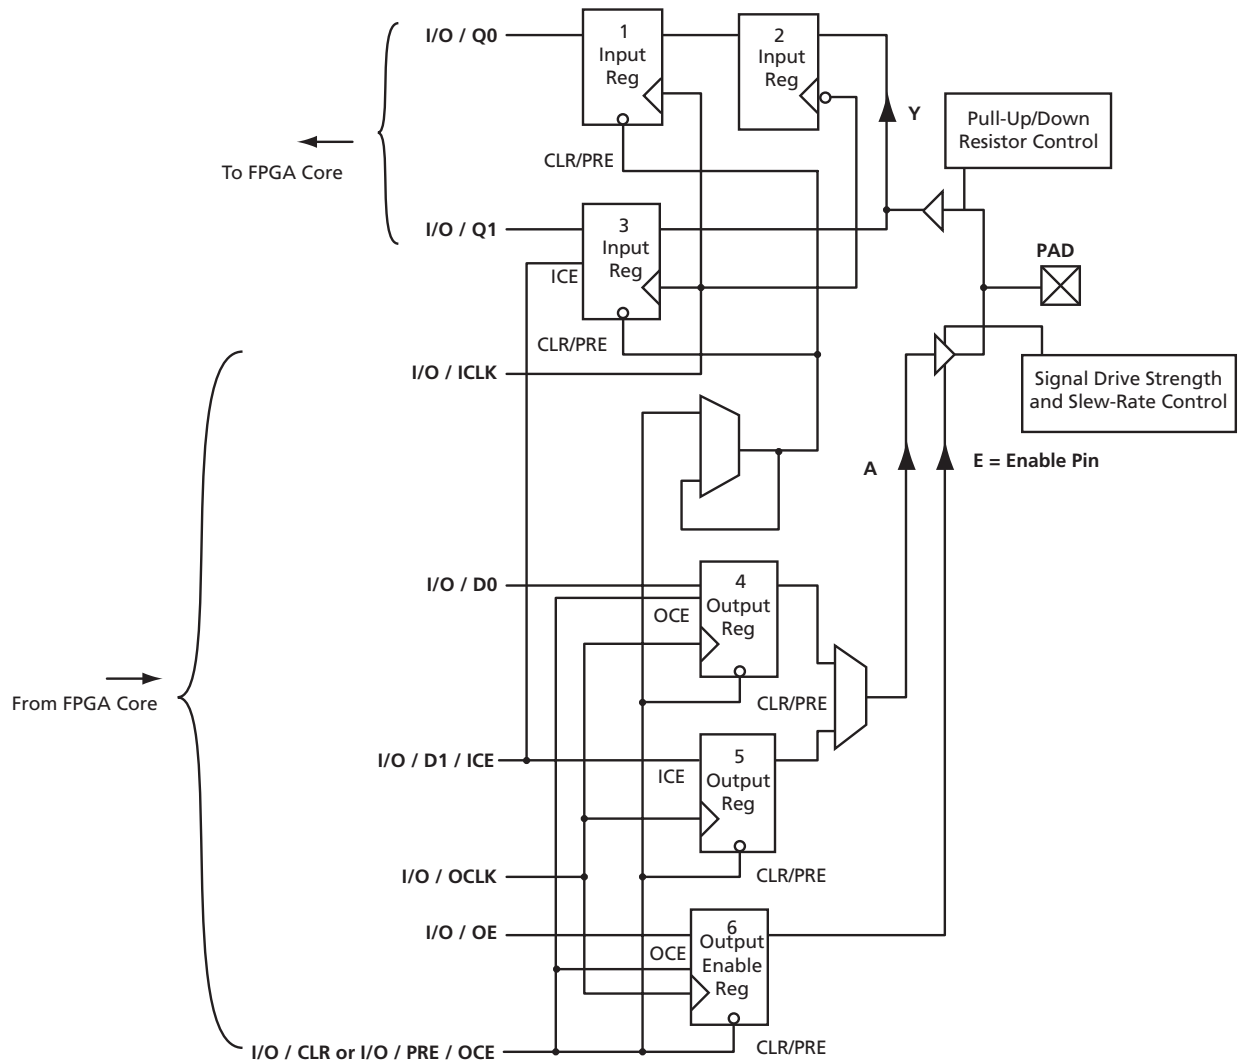 I/O / Q0
1
Input
Reg
2
Input
Reg
Y
Pull-Up/Down
Resistor Control
To FPGA Core
CLR/PRE
I/O / Q1
3
Input
Reg
ICE
PAD
CLR/PRE
I/O / ICLK
Signal Drive Strength
and Slew-Rate Control
A
E = Enable Pin
I/O / D0
4
Output
Reg
OCE
From FPGA Core
CLR/PRE
I/O / D1 / ICE
5
Output
Reg
ICE
I/O / OCLK
CLR/PRE
I/O / OE
6
Output
Enable
Reg
OCE
I/O / CLR or I/O / PRE / OCE
CLR/PRE